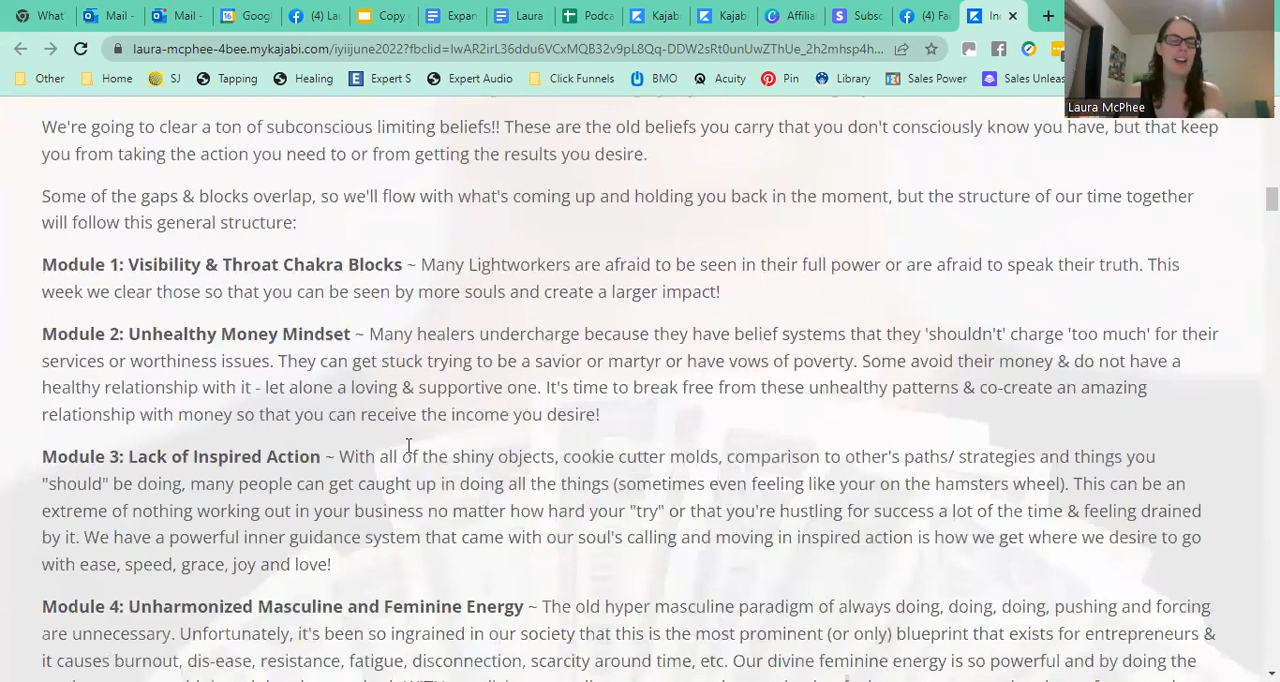 What
Mail -
Mail -
Googl
(4) La
Copy
Expan
Laura
Podca
Kajab
Kajab
Affilia
Subsc
(4) Fa
In
laura-mcphee-4bee.mykajabi.com/iyiijune2022?fbclid=IwAR2irL36ddu6VCxMQB32v9pL8Qq-DDW2sRt0unUwZThUe_2h2mhsp4h...
Other
Home
SJ
Tapping
Healing
Expert S
Expert Audio
Click Funnels
BMO
Acuity
Pin
Library
Sales Power
Sales Unleas
Laura McPhee
We're going to clear a ton of subconscious limiting beliefs!! These are the old beliefs you carry that you don't consciously know you have, but that keep
you from taking the action you need to or from getting the results you desire.
Some of the gaps & blocks overlap, so we'll flow with what's coming up and holding you back in the moment, but the structure of our time together
will follow this general structure:
Module 1: Visibility & Throat Chakra Blocks ~ Many Lightworkers are afraid to be seen in their full power or are afraid to speak their truth. This
week we clear those so that you can be seen by more souls and create a larger impact!
Module 2: Unhealthy Money Mindset ~ Many healers undercharge because they have belief systems that they 'shouldn't' charge 'too much' for their
services or worthiness issues. They can get stuck trying to be a savior or martyr or have vows of poverty. Some avoid their money & do not have a
healthy relationship with it - let alone a loving & supportive one. It's time to break free from these unhealthy patterns & co-create an amazing
relationship with money so that you can receive the income you desire!
Module 3: Lack of Inspired Action ~ With all of the shiny objects, cookie cutter molds, comparison to other's paths/ strategies and things you
"should" be doing, many people can get caught up in doing all the things (sometimes even feeling like your on the hamsters wheel). This can be an
extreme of nothing working out in your business no matter how hard your "try" or that you're hustling for success a lot of the time & feeling drained
by it. We have a powerful inner guidance system that came with our soul's calling and moving in inspired action is how we get where we desire to go
with ease, speed, grace, joy and love!
Module 4: Unharmonized Masculine and Feminine Energy ~ The old hyper masculine paradigm of always doing, doing, doing, pushing and forcing
are unnecessary. Unfortunately, it's been so ingrained in our society that this is the most prominent (or only) blueprint that exists for entrepreneurs &
it causes burnout, dis-ease, resistance, fatigue, disconnection, scarcity around time, etc. Our divine feminine energy is so powerful and by doing the